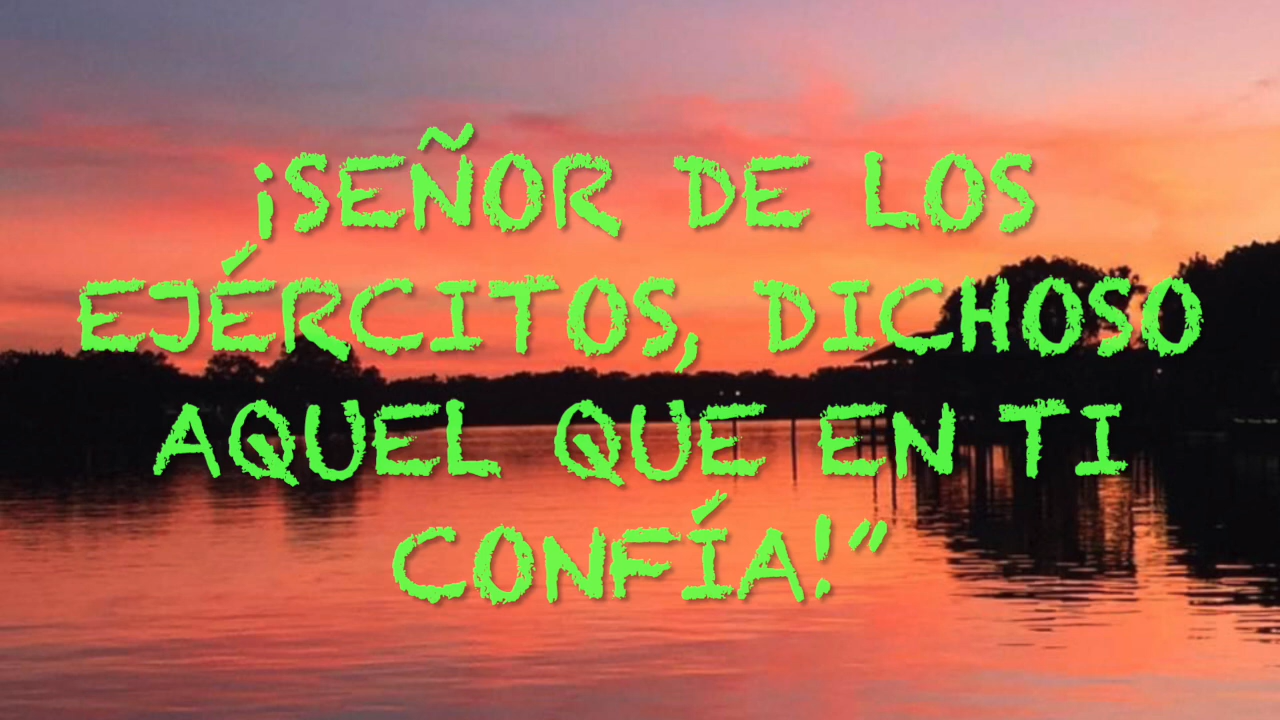 ¡SEÑOR DE LOS
EJÉRCITOS, DICHOSO
AQUEL QUE EN TI
CONFÍA!”